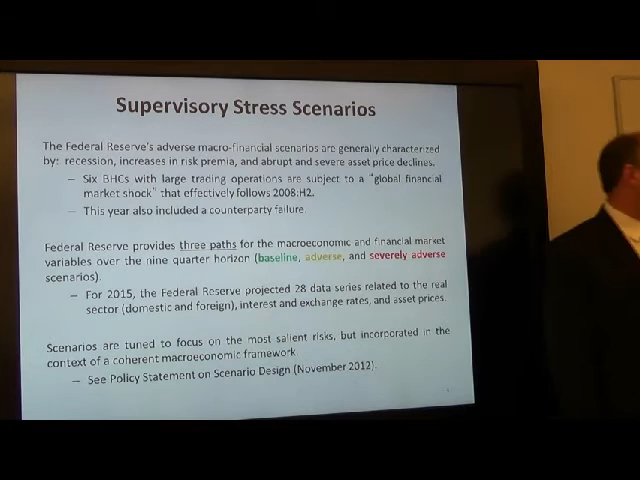 Supervisory Stress Scenarios
The Federal Reserve's adverse macro-financial scenarios are generally characterized
by: recession, increases in risk premia, and abrupt and severe asset price declines.
– Six BHCs with large trading operations are subject to a "global financial
market shock" that effectively follows 2008:H2.
– This year also included a counterparty failure.
Federal Reserve provides three paths for the macroeconomic and financial market
variables over the nine quarter horizon (baseline, adverse, and severely adverse
scenarios).
– For 2015, the Federal Reserve projected 28 data series related to the real
sector (domestic and foreign), interest and exchange rates, and asset prices.
Scenarios are tuned to focus on the most salient risks, but incorporated in the
context of a coherent macroeconomic framework
– See Policy Statement on Scenario Design (November 2012).